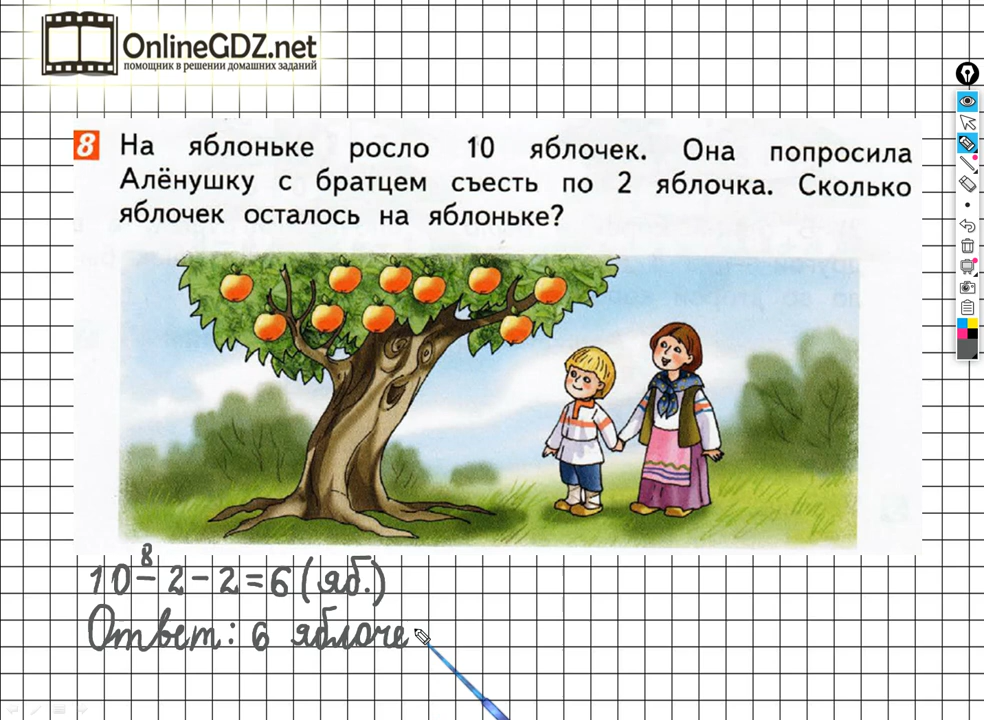 OnlineGDZ.net
помощник в решении домашних заданий
8 На яблоньке росло 10 яблочек. Она попросила
Алёнушку с братцем съесть по 2 яблочка. Сколько
яблочек осталось на яблоньке?
8
10-2-2=6(яб.)
Ответ: 6 яблоче